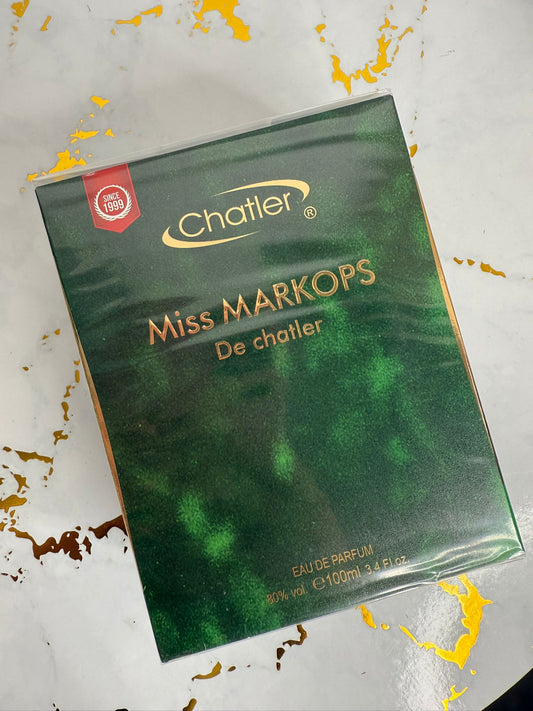 SINCE
1999
Chatler®
Miss MARKOPS
De chatler
EAU DE PARFUM
80% vol. ℮100ml 3.4 Fl oz